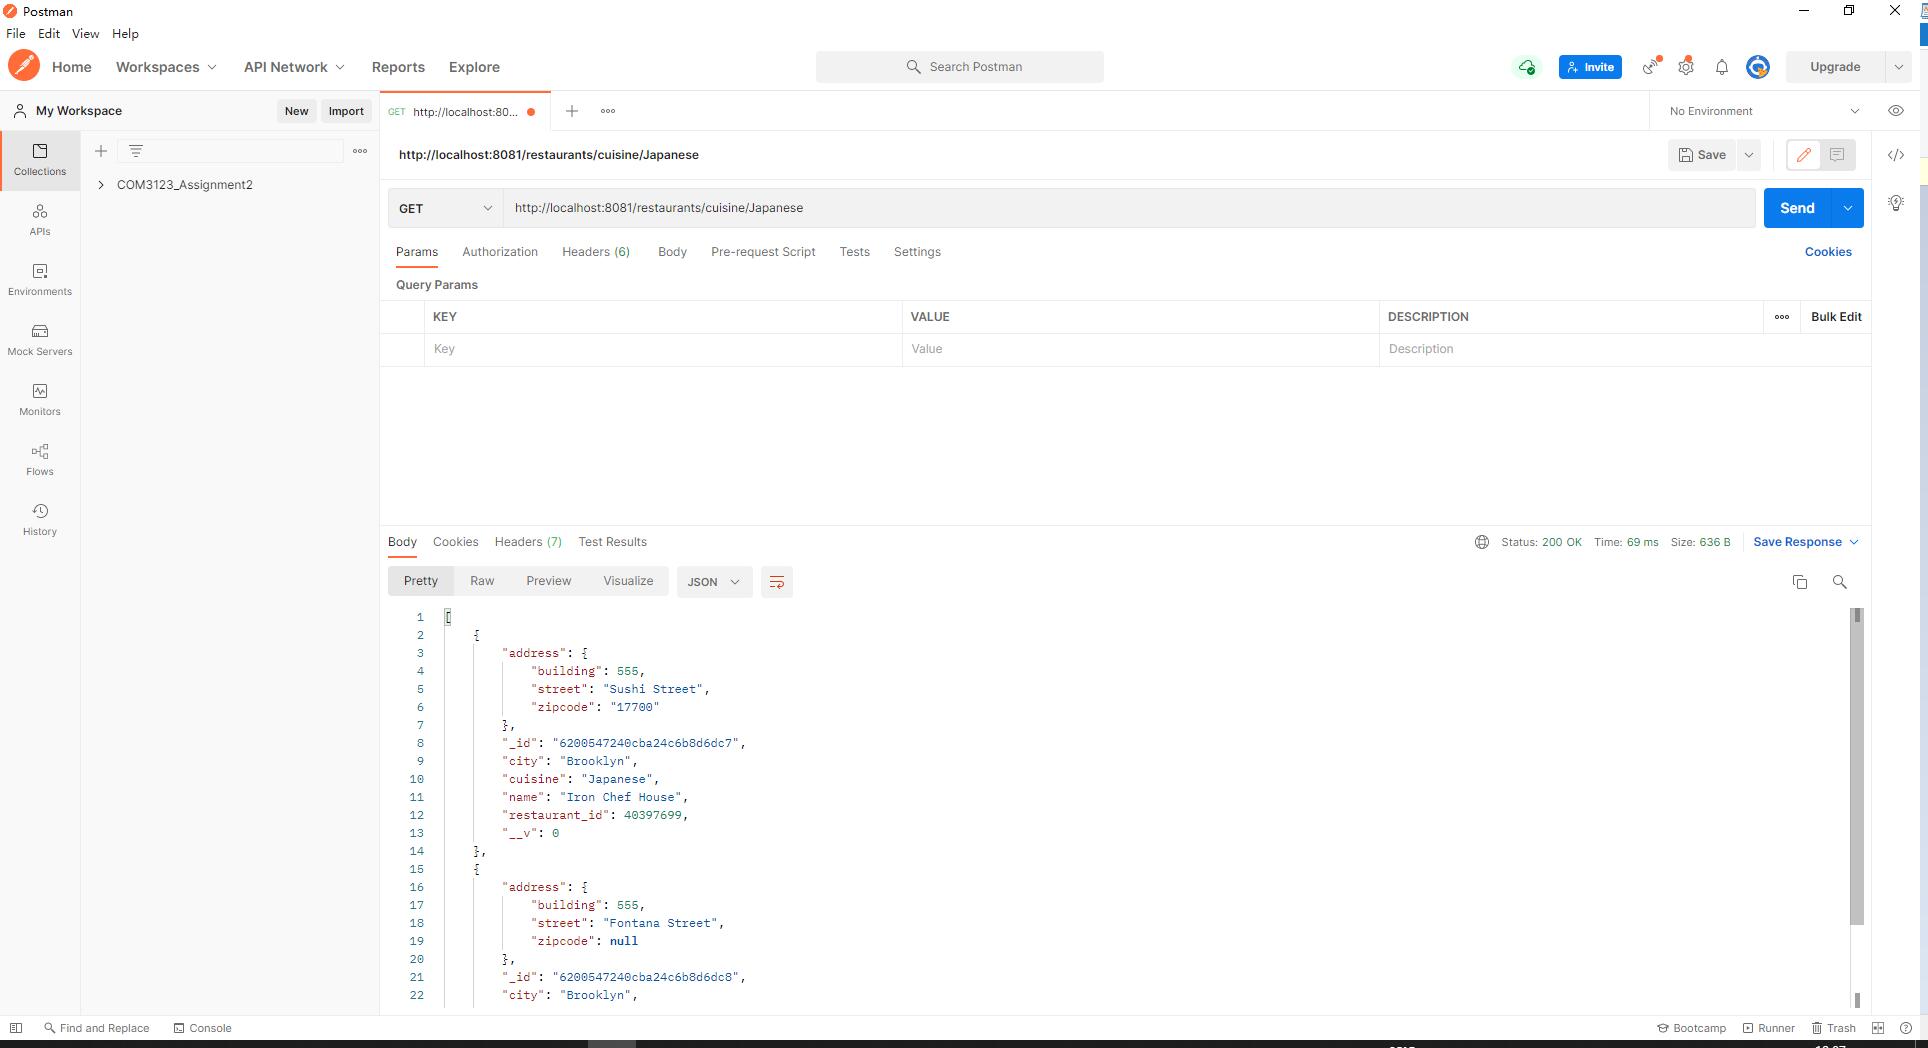 Postman
File Edit View Help
Home Workspaces API Network Reports Explore Search Postman Invite Upgrade
My Workspace New Import GET http://localhost:80... No Environment
Collections
COM3123_Assignment2
APIs
Environments
Mock Servers
Monitors
Flows
History
http://localhost:8081/restaurants/cuisine/Japanese Save
GET http://localhost:8081/restaurants/cuisine/Japanese Send
Params Authorization Headers (6) Body Pre-request Script Tests Settings Cookies
Query Params
KEY VALUE DESCRIPTION Bulk Edit
Key Value Description
Body Cookies Headers (7) Test Results Status: 200 OK Time: 69 ms Size: 636 B Save Response
Pretty Raw Preview Visualize JSON
1 [
2 {
3 "address": {
4 "building": 555,
5 "street": "Sushi Street",
6 "zipcode": "17700"
7 },
8 "_id": "6200547240cba24c6b8d6dc7",
9 "city": "Brooklyn",
10 "cuisine": "Japanese",
11 "name": "Iron Chef House",
12 "restaurant_id": 40397699,
13 "__v": 0
14 },
15 {
16 "address": {
17 "building": 555,
18 "street": "Fontana Street",
19 "zipcode": null
20 },
21 "_id": "6200547240cba24c6b8d6dc8",
22 "city": "Brooklyn",
Find and Replace Console Bootcamp Runner Trash